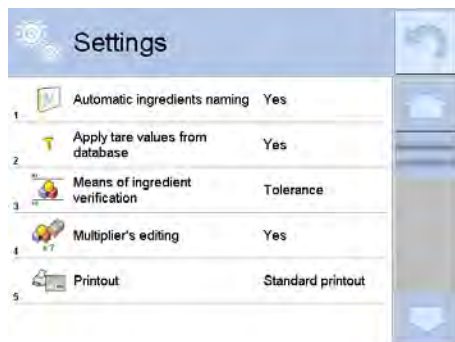 Settings
1 Automatic ingredients naming Yes
2 Apply tare values from
database Yes
3 Means of ingredient
verification Tolerance
4 Multiplier's editing Yes
5 Printout Standard printout